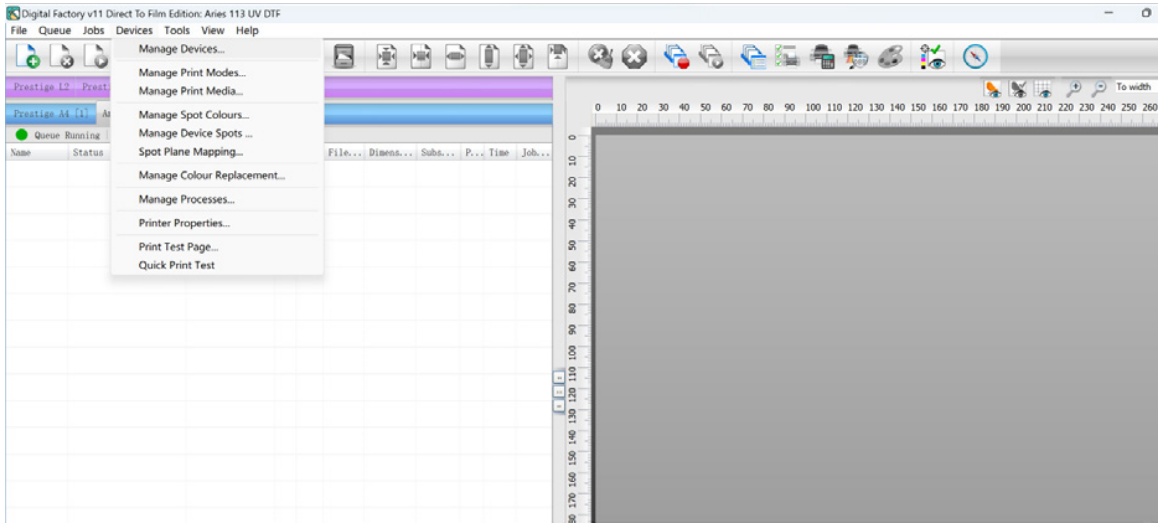 Digital Factory v11 Direct To Film Edition: Aries 113 UV DTF
File Queue Jobs Devices Tools View Help
Manage Devices...
Manage Print Modes...
Manage Print Media...
Manage Spot Colours...
Manage Device Spots ...
Spot Plane Mapping...
Manage Colour Replacement...
Manage Processes...
Printer Properties...
Print Test Page...
Quick Print Test
Prestige L2 Prest
Prestige A4 [1]
Queue Running
Name Status File... Dimens... Subs... P... Time Job...
To width
0 10 20 30 40 50 60 70 80 90 100 110 120 130 140 150 160 170 180 190 200 210 220 230 240 250 260
0 10 20 30 40 50 60 70 80 90 100 110 120 130 140 150 160 170